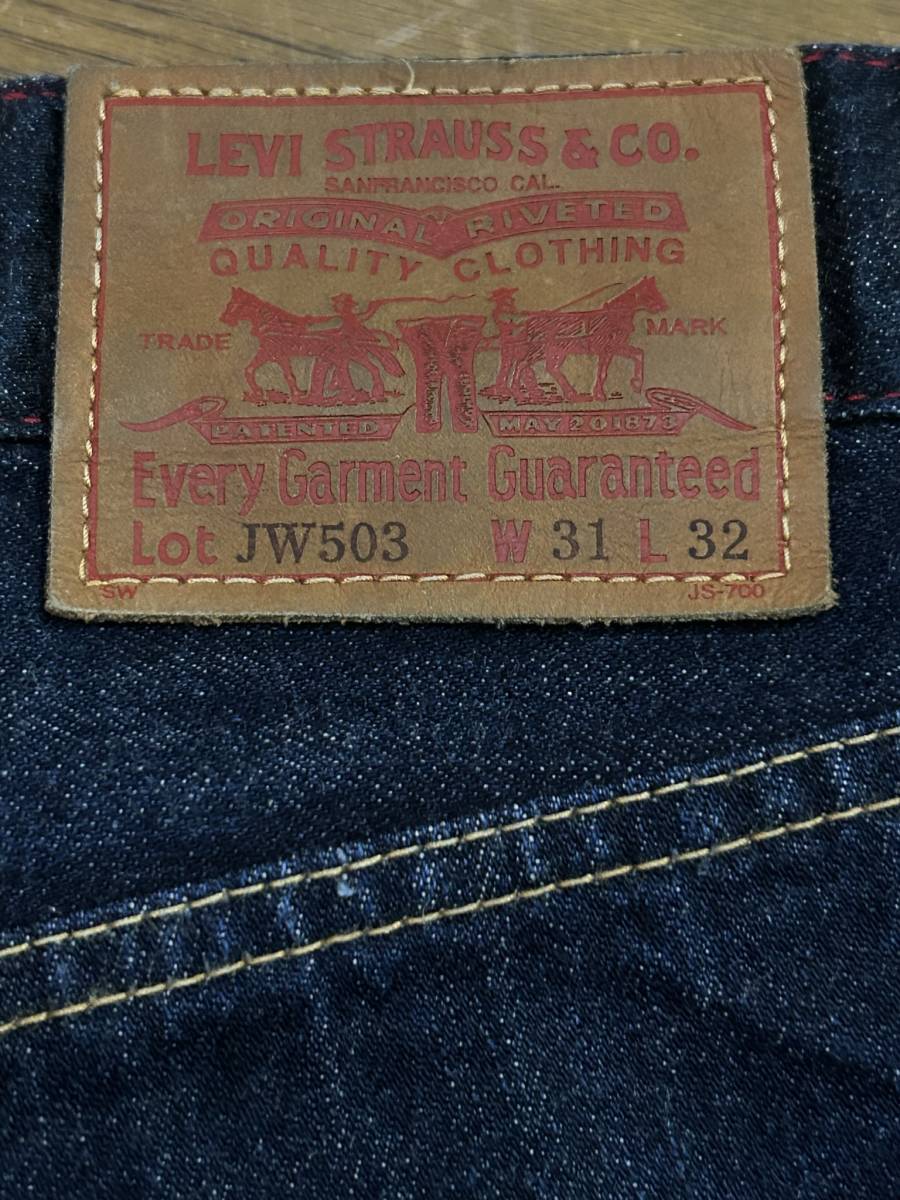 LEVI STRAUSS & CO.
SANFRANCISCO CAL.
ORIGINAL RIVETED
QUALITY CLOTHING
TRADE MARK
PATENTED MAY 20 1873
Every Garment Guaranteed
Lot JW503 W 31 L 32
SW JS-700